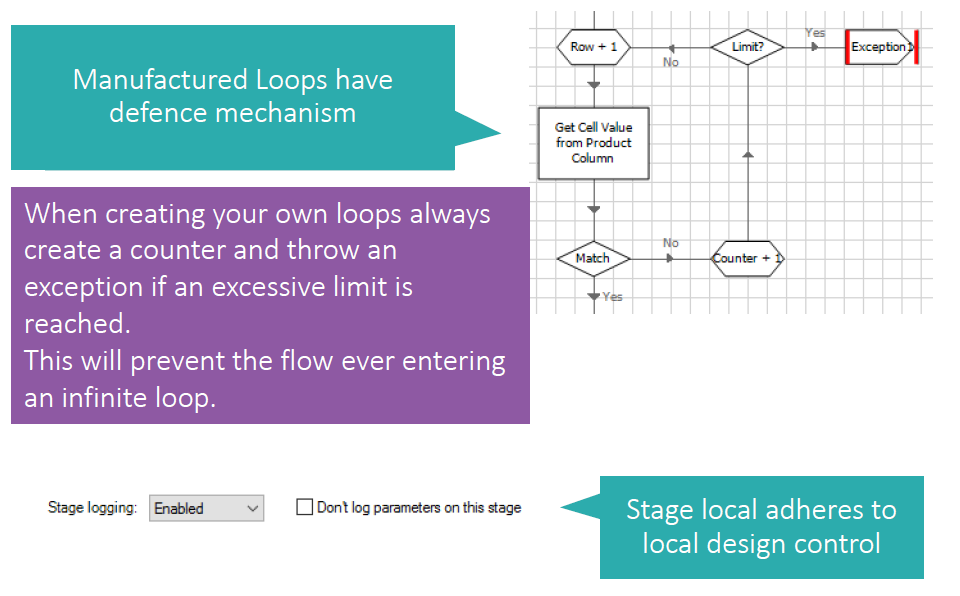 Manufactured Loops have
defence mechanism
When creating your own loops always
create a counter and throw an
exception if an excessive limit is
reached.
This will prevent the flow ever entering
an infinite loop.
Row + 1
No
Limit?
Yes
Exception1
Get Cell Value
from Product
Column
Match
No
Counter + 1
Yes
Stage logging:
Enabled
Don't log parameters on this stage
Stage local adheres to
local design control